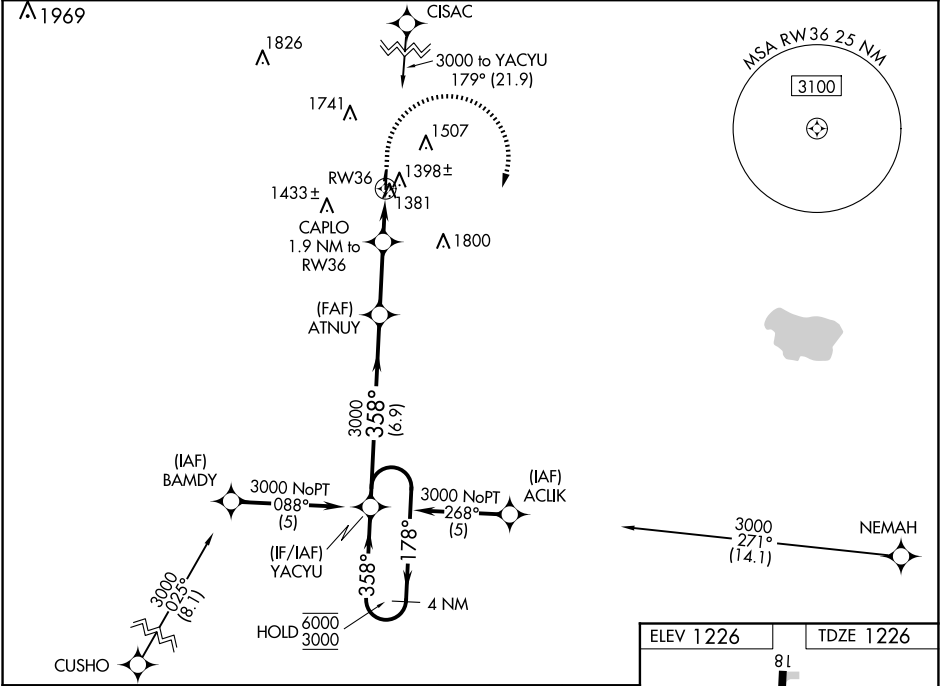 1969
CISAC
1826
3000 to YACYU
179° (21.9)
MSA RW36 25 NM
3100
1741
1507
RW36
1398±
1381
1433±
CAPLO
1.9 NM to
RW36
1800
(FAF)
ATNUY
3000
358°
(6.9)
(IAF)
BAMDY
3000 NoPT
088°
(5)
(IAF)
ACLIK
3000 NoPT
268°
(5)
(IF/IAF)
YACYU
358°
178°
4 NM
HOLD 6000
3000
3000
271°
(14.1)
NEMAH
3000
025°
(8.1)
CUSHO
ELEV 1226
TDZE 1226
18